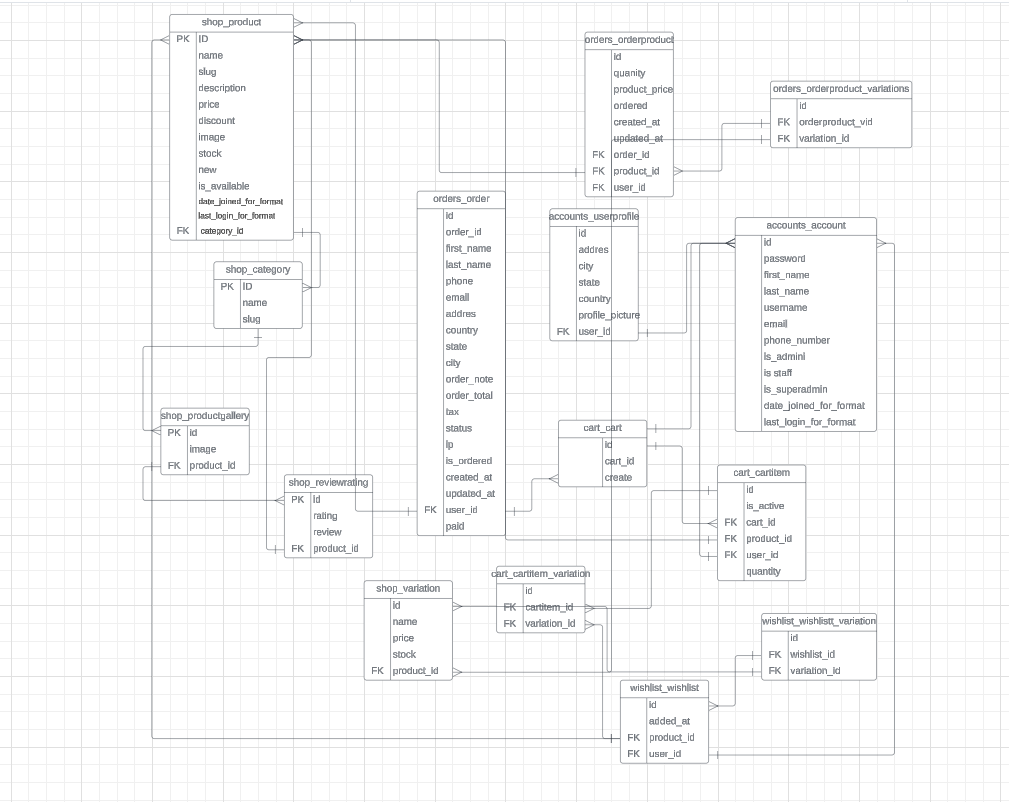 shop_product
PK ID
name
slug
description
price
discount
image
stock
new
is_available
date_joined_for_format
last_login_for_format
FK category_id
shop_category
PK ID
name
slug
shop_productgallery
PK id
image
FK product_id
shop_reviewrating
PK id
rating
review
FK product_id
orders_order
id
order_id
first_name
last_name
phone
email
addres
country
state
city
order_note
order_total
tax
status
ip
is_ordered
created_at
updated_at
FK user_id
paid
orders_orderproduct
id
quanity
product_price
ordered
created_at
updated_at
FK order_id
FK product_id
FK user_id
orders_orderproduct_variations
id
FK orderproduct_vid
FK variation_id
accounts_userprofile
id
addres
city
state
country
profile_picture
FK user_id
accounts_account
id
password
first_name
last_name
username
email
phone_number
is_admini
is staff
is_superadmin
date_joined_for_format
last_login_for_format
cart_cart
id
cart_id
create
cart_cartitem
id
is_active
FK cart_id
FK product_id
FK user_id
quantity
shop_variation
id
name
price
stock
FK product_id
cart_cartitem_variation
id
FK cartitem_id
FK variation_id
wishlist_wishlistt_variation
id
FK wishlist_id
FK variation_id
wishlist_wishlist
id
added_at
FK product_id
FK user_id